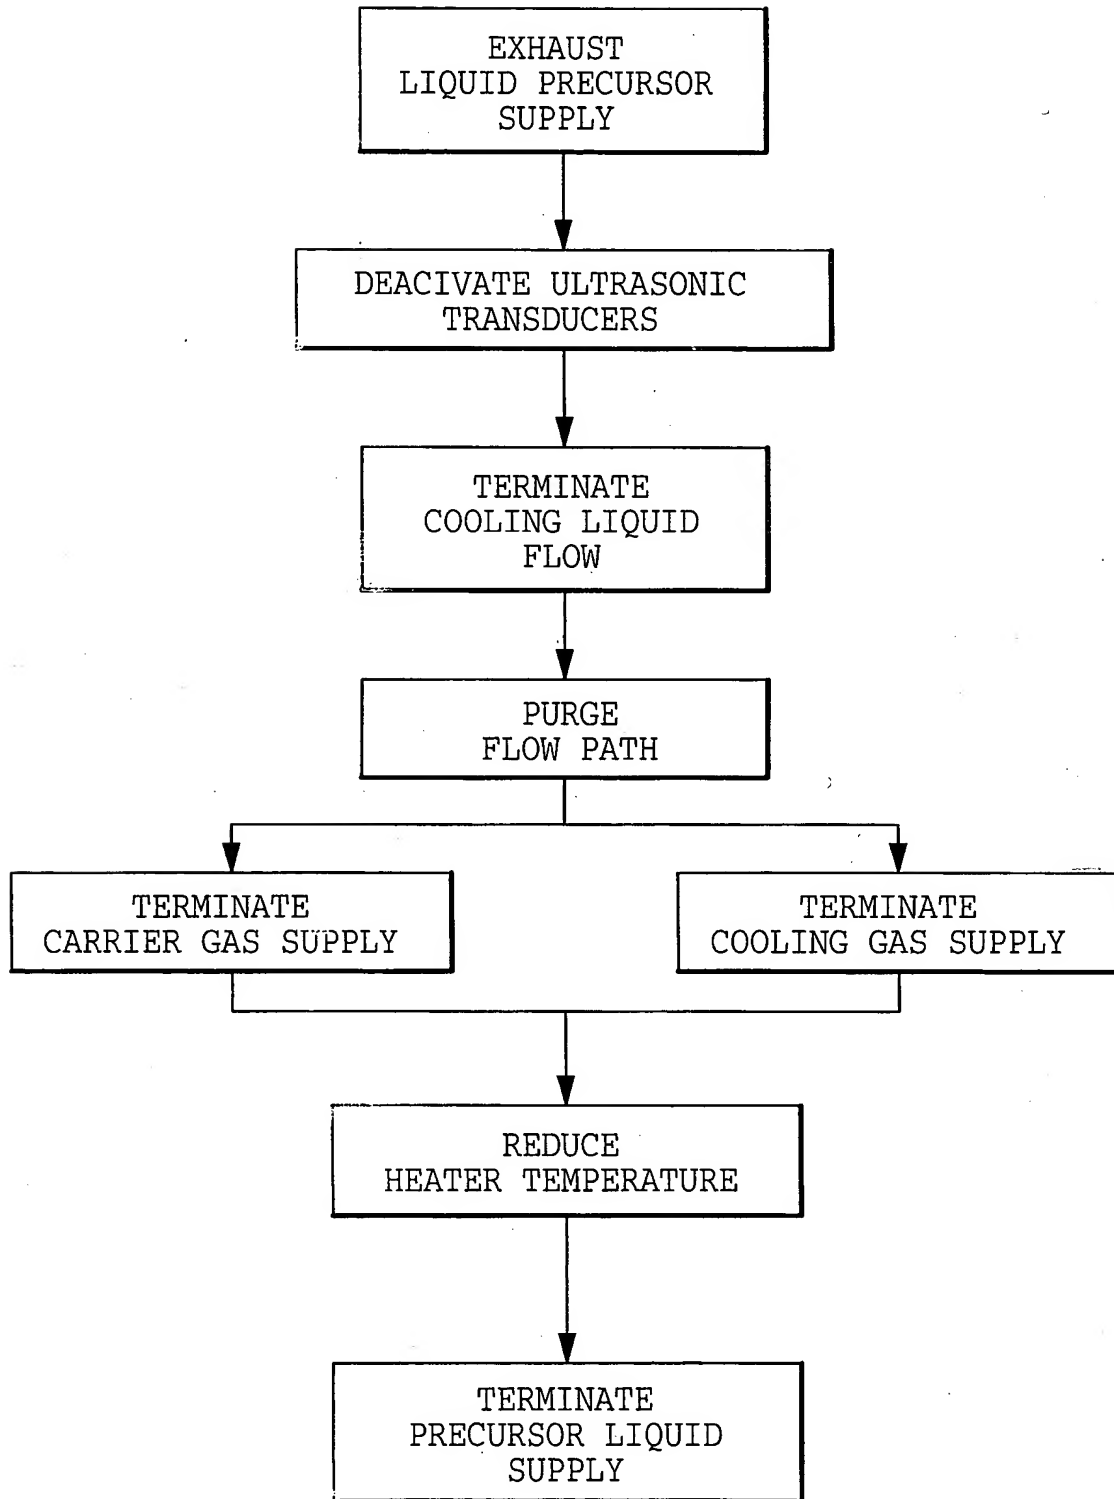 EXHAUST
LIQUID PRECURSOR
SUPPLY
DEACIVATE ULTRASONIC
TRANSDUCERS
TERMINATE
COOLING LIQUID
FLOW
PURGE
FLOW PATH
TERMINATE
CARRIER GAS SUPPLY
TERMINATE
COOLING GAS SUPPLY
REDUCE
HEATER TEMPERATURE
TERMINATE
PRECURSOR LIQUID
SUPPLY